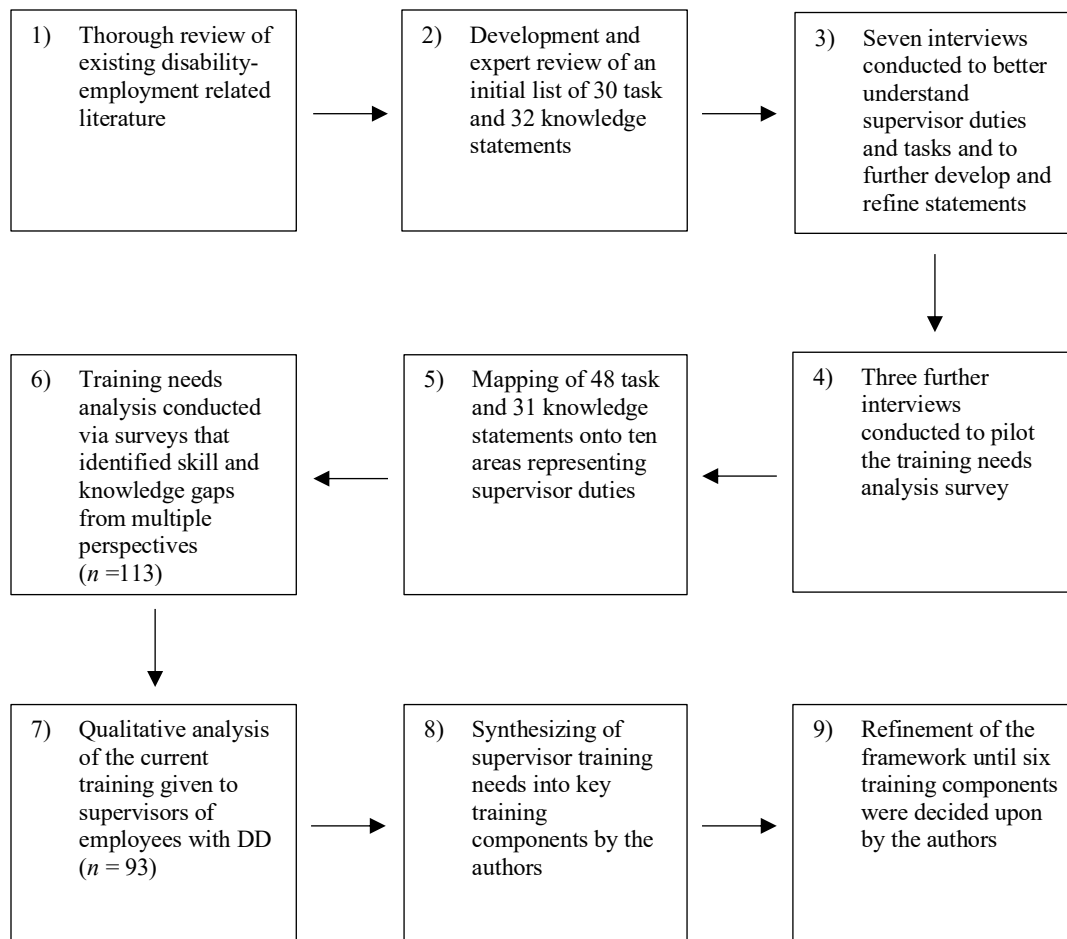 1) Thorough review of
existing disability-
employment related
literature
2) Development and
expert review of an
initial list of 30 task
and 32 knowledge
statements
3) Seven interviews
conducted to better
understand
supervisor duties
and tasks and to
further develop and
refine statements
4) Three further
interviews
conducted to pilot
the training needs
analysis survey
5) Mapping of 48 task
and 31 knowledge
statements onto ten
areas representing
supervisor duties
6) Training needs
analysis conducted
via surveys that
identified skill and
knowledge gaps
from multiple
perspectives
(n =113)
7) Qualitative analysis
of the current
training given to
supervisors of
employees with DD
(n = 93)
8) Synthesizing of
supervisor training
needs into key
training
components by the
authors
9) Refinement of the
framework until six
training components
were decided upon
by the authors